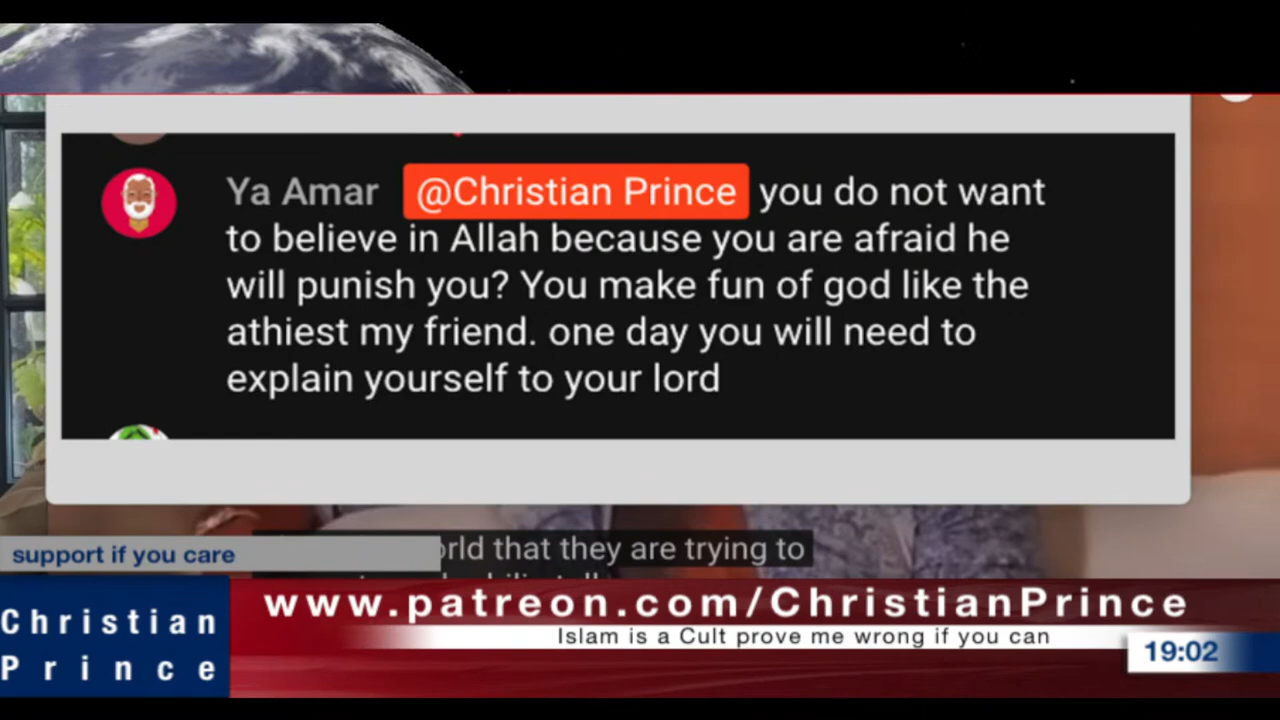 Ya Amar @Christian Prince you do not want
to believe in Allah because you are afraid he
will punish you? You make fun of god like the
athiest my friend. one day you will need to
explain yourself to your lord
that they are trying to
support if you care
Christian
Prince
www.patreon.com/ChristianPrince
Islam is a Cult prove me wrong if you can
19:02